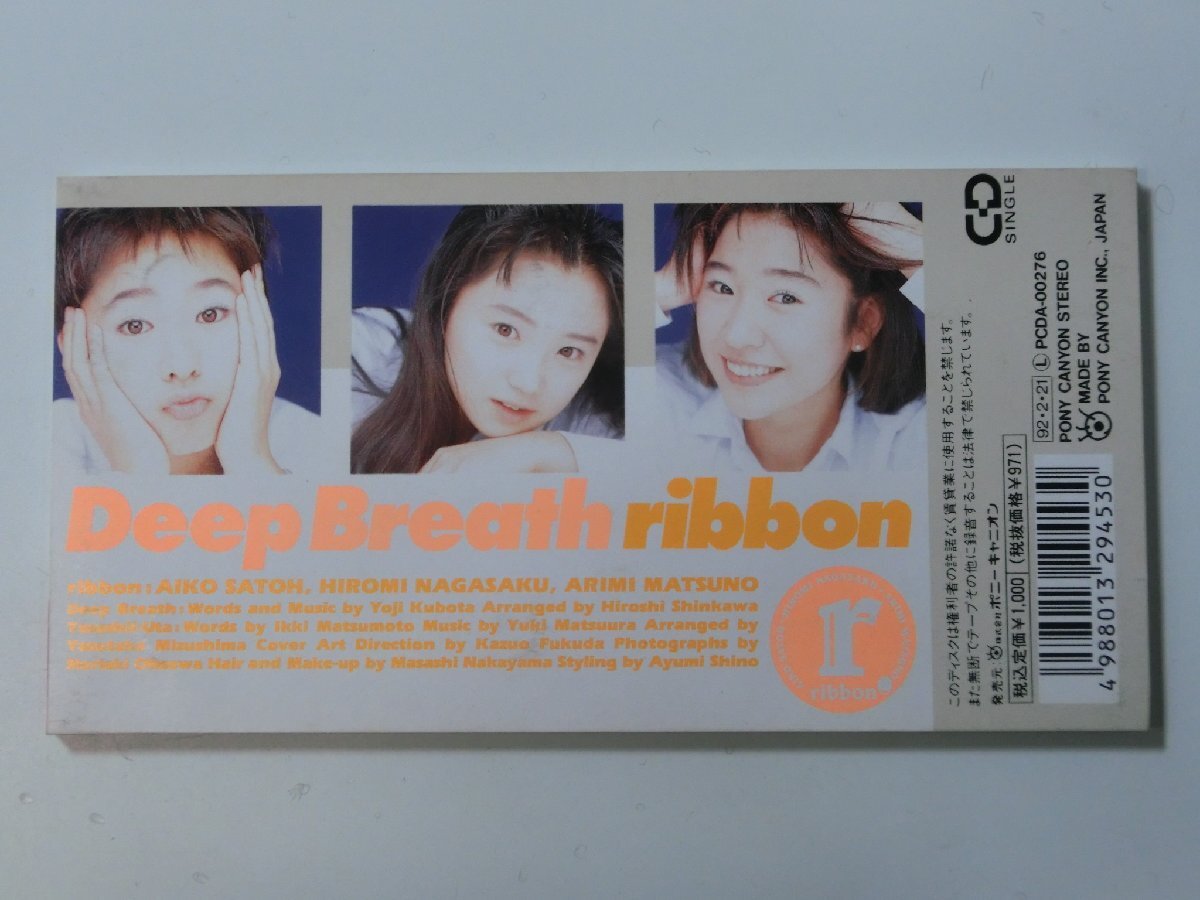 Deep Breath ribbon
ribbon: AiKO SATOH, HIROMI NAGASAKU, ARIMI MATSUNO
Deep Breath: Words and Music by Yoji Kubota Arranged by Hiroshi Shinkawa
Uta: Words by Ikki Matsumoto Music by Yuki Matsuura Arranged by
Mizushima Cover Art Direction by Kazuo Fukuda Photographs by
Hair and Make-up by Masashi Nakayama Styling by Ayumi Shino
r
ribbon
CD
SINGLE
92・2・21 Ⓛ PCDA-00276
PONY CANYON STEREO
MADE BY
PONY CANYON INC., JAPAN
このディスクは権利者の許諾なく賃貸業に使用することを禁じます。
また無断でテープその他に録音することは法律で禁じられています。
発売元 株式会社ポニーキャニオン
税込定価¥1,000 (税抜価格¥971)
4 988013 294530